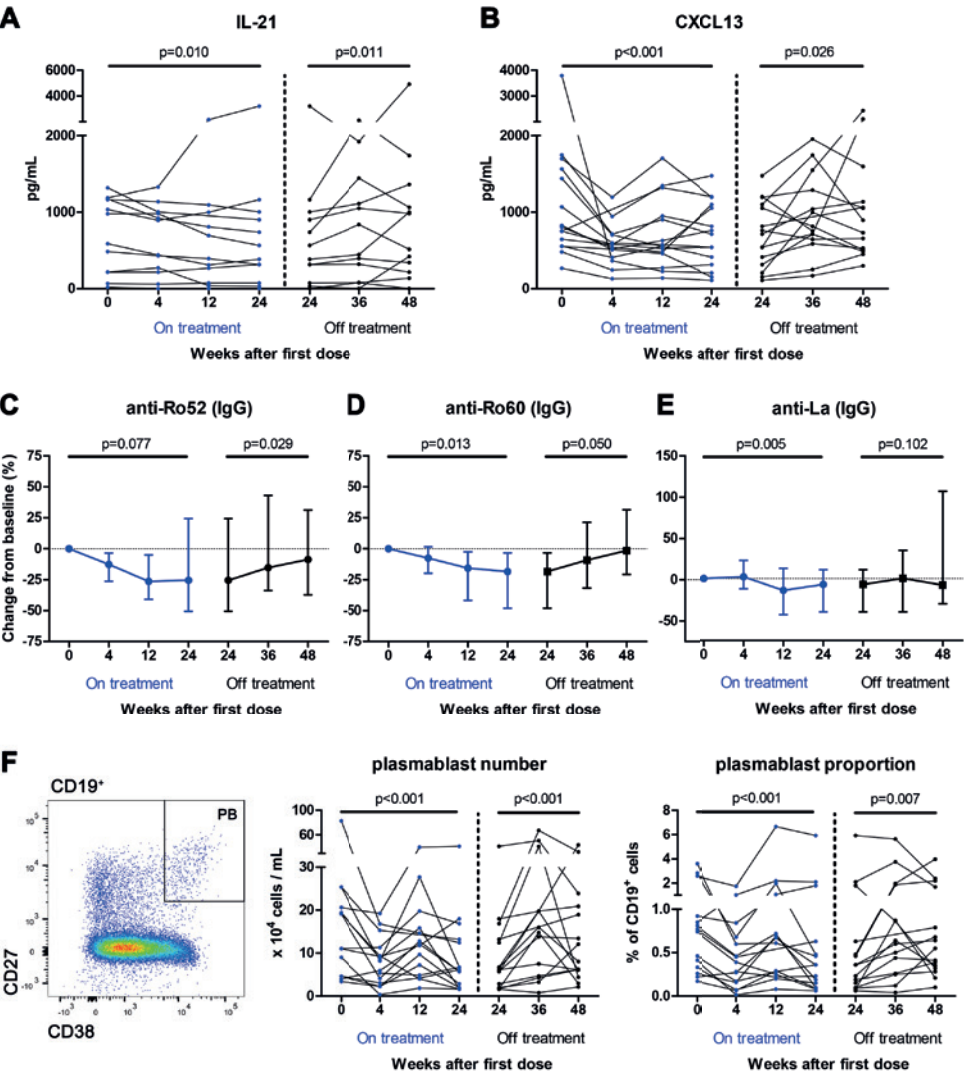 A
IL-21
p=0.010
p=0.011
6000
4000
2000
1000
0
pg/mL
0 4 12 24 24 36 48
On treatment Off treatment
Weeks after first dose
B
CXCL13
p<0.001
p=0.026
4000
3000
2000
1000
0
pg/mL
0 4 12 24 24 36 48
On treatment Off treatment
Weeks after first dose
C
anti-Ro52 (IgG)
p=0.077
p=0.029
75
50
25
0
-25
-50
-75
Change from baseline (%)
0 4 12 24 24 36 48
On treatment Off treatment
Weeks after first dose
D
anti-Ro60 (IgG)
p=0.013
p=0.050
75
50
25
0
-25
-50
-75
0 4 12 24 24 36 48
On treatment Off treatment
Weeks after first dose
E
anti-La (IgG)
p=0.005
p=0.102
150
100
50
0
-50
0 4 12 24 24 36 48
On treatment Off treatment
Weeks after first dose
F
CD19⁺
PB
10⁵
10⁴
10³
0
-10³
CD27
-10³ 0 10³ 10⁴ 10⁵
CD38
plasmablast number
p<0.001
p<0.001
100
60
30
20
10
0
x 10⁴ cells / mL
0 4 12 24 24 36 48
On treatment Off treatment
Weeks after first dose
plasmablast proportion
p<0.001
p=0.007
8
6
4
2
1.0
0.5
0.0
% of CD19⁺ cells
0 4 12 24 24 36 48
On treatment Off treatment
Weeks after first dose